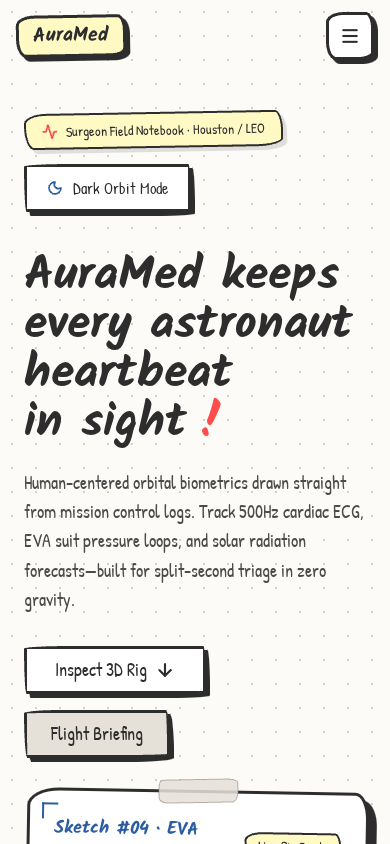 AuraMed
Surgeon Field Notebook · Houston / LEO
Dark Orbit Mode
AuraMed keeps
every astronaut
heartbeat
in sight !
Human-centered orbital biometrics drawn straight
from mission control logs. Track 500Hz cardiac ECG,
EVA suit pressure loops, and solar radiation
forecasts—built for split-second triage in zero
gravity.
Inspect 3D Rig ↓
Flight Briefing
Sketch #04 · EVA